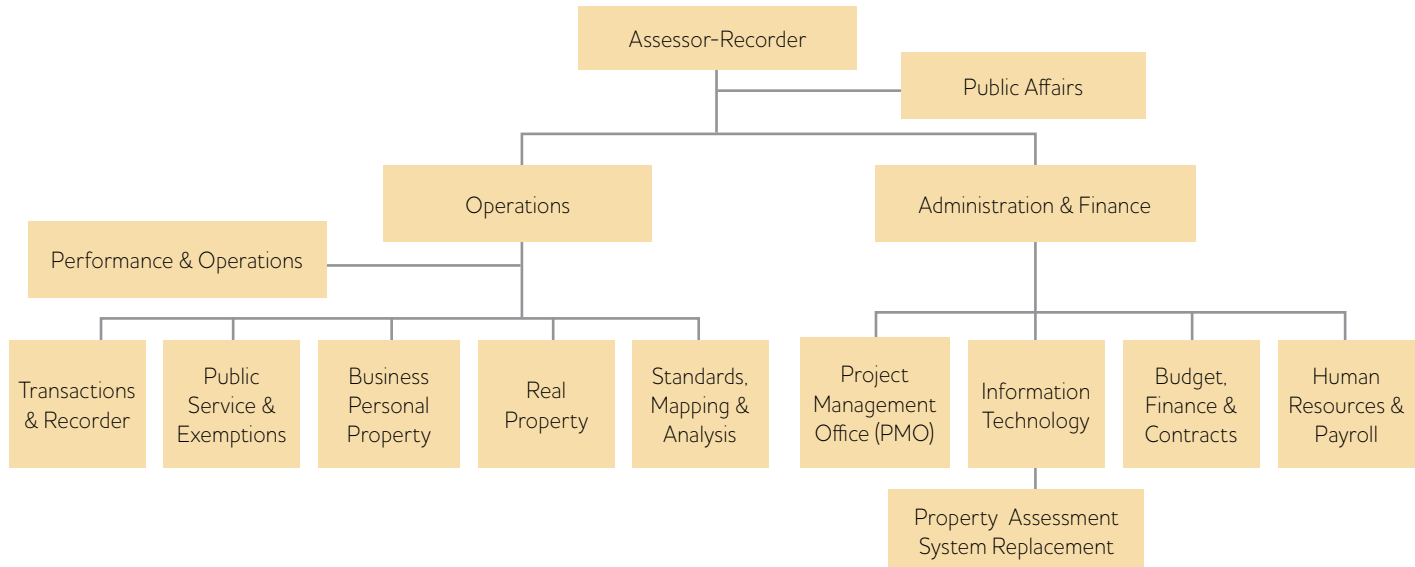 Assessor-Recorder
Public Affairs
Operations
Administration & Finance
Performance & Operations
Transactions
& Recorder
Public
Service &
Exemptions
Business
Personal
Property
Real
Property
Standards,
Mapping &
Analysis
Project
Management
Office (PMO)
Information
Technology
Budget,
Finance &
Contracts
Human
Resources &
Payroll
Property Assessment
System Replacement